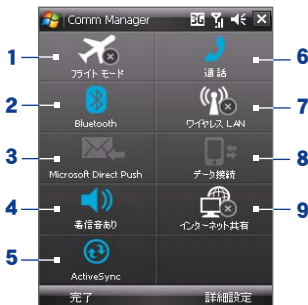 Comm Manager 3G
1 フライト モード
通話 6
2 Bluetooth
ワイヤレス LAN 7
3 Microsoft Direct Push
データ接続 8
4 着信音あり
インターネット共有 9
5 ActiveSync
完了 詳細設定